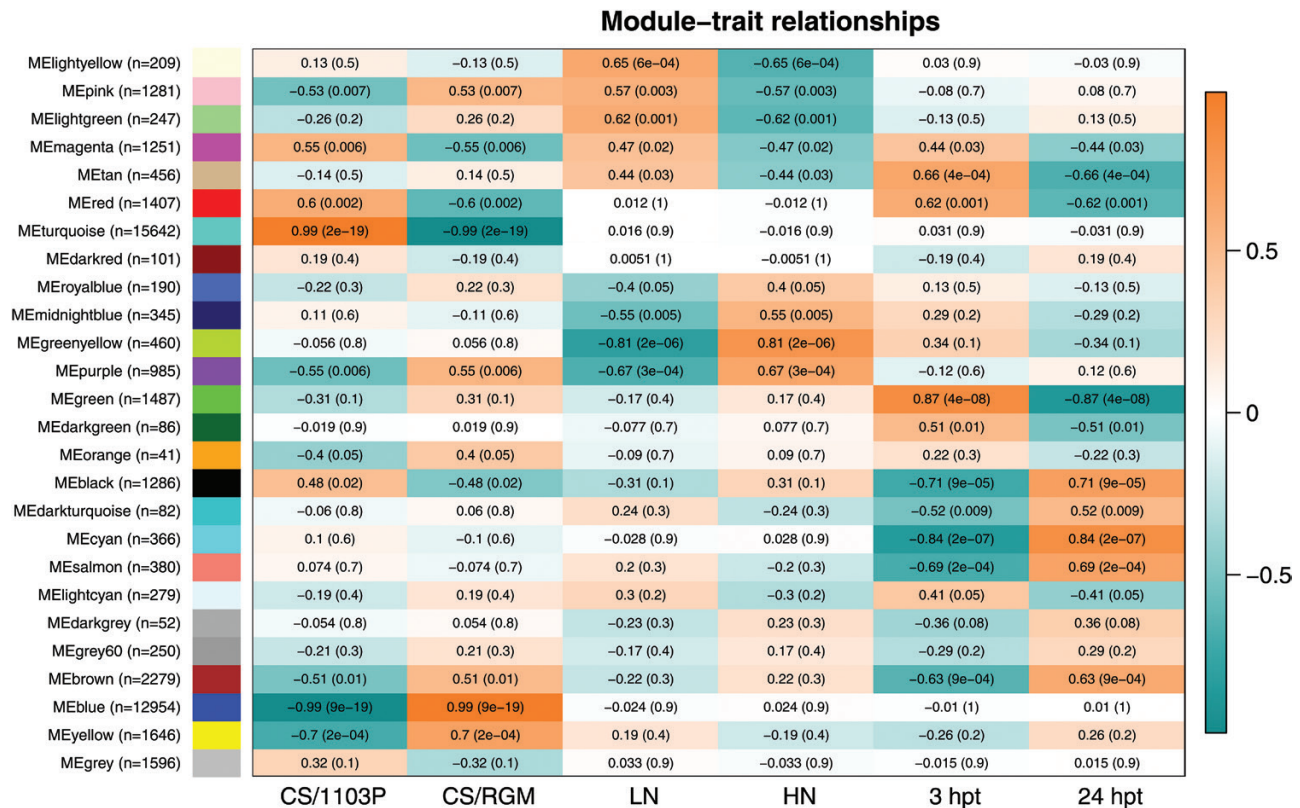 Module–trait relationships
MElightyellow (n=209) 0.13 (0.5) −0.13 (0.5) 0.65 (6e−04) −0.65 (6e−04) 0.03 (0.9) −0.03 (0.9)
MEpink (n=1281) −0.53 (0.007) 0.53 (0.007) 0.57 (0.003) −0.57 (0.003) −0.08 (0.7) 0.08 (0.7)
MElightgreen (n=247) −0.26 (0.2) 0.26 (0.2) 0.62 (0.001) −0.62 (0.001) −0.13 (0.5) 0.13 (0.5)
MEmagenta (n=1251) 0.55 (0.006) −0.55 (0.006) 0.47 (0.02) −0.47 (0.02) 0.44 (0.03) −0.44 (0.03)
MEtan (n=456) −0.14 (0.5) 0.14 (0.5) 0.44 (0.03) −0.44 (0.03) 0.66 (4e−04) −0.66 (4e−04)
MEred (n=1407) 0.6 (0.002) −0.6 (0.002) 0.012 (1) −0.012 (1) 0.62 (0.001) −0.62 (0.001)
MEturquoise (n=15642) 0.99 (2e−19) −0.99 (2e−19) 0.016 (0.9) −0.016 (0.9) 0.031 (0.9) −0.031 (0.9)
MEdarkred (n=101) 0.19 (0.4) −0.19 (0.4) 0.0051 (1) −0.0051 (1) −0.19 (0.4) 0.19 (0.4)
MEroyalblue (n=190) −0.22 (0.3) 0.22 (0.3) −0.4 (0.05) 0.4 (0.05) 0.13 (0.5) −0.13 (0.5)
MEmidnightblue (n=345) 0.11 (0.6) −0.11 (0.6) −0.55 (0.005) 0.55 (0.005) 0.29 (0.2) −0.29 (0.2)
MEgreenyellow (n=460) −0.056 (0.8) 0.056 (0.8) −0.81 (2e−06) 0.81 (2e−06) 0.34 (0.1) −0.34 (0.1)
MEpurple (n=985) −0.55 (0.006) 0.55 (0.006) −0.67 (3e−04) 0.67 (3e−04) −0.12 (0.6) 0.12 (0.6)
MEgreen (n=1487) −0.31 (0.1) 0.31 (0.1) −0.17 (0.4) 0.17 (0.4) 0.87 (4e−08) −0.87 (4e−08)
MEdarkgreen (n=86) −0.019 (0.9) 0.019 (0.9) −0.077 (0.7) 0.077 (0.7) 0.51 (0.01) −0.51 (0.01)
MEorange (n=41) −0.4 (0.05) 0.4 (0.05) −0.09 (0.7) 0.09 (0.7) 0.22 (0.3) −0.22 (0.3)
MEblack (n=1286) 0.48 (0.02) −0.48 (0.02) −0.31 (0.1) 0.31 (0.1) −0.71 (9e−05) 0.71 (9e−05)
MEdarkturquoise (n=82) −0.06 (0.8) 0.06 (0.8) 0.24 (0.3) −0.24 (0.3) −0.52 (0.009) 0.52 (0.009)
MEcyan (n=366) 0.1 (0.6) −0.1 (0.6) −0.028 (0.9) 0.028 (0.9) −0.84 (2e−07) 0.84 (2e−07)
MEsalmon (n=380) 0.074 (0.7) −0.074 (0.7) 0.2 (0.3) −0.2 (0.3) −0.69 (2e−04) 0.69 (2e−04)
MElightcyan (n=279) −0.19 (0.4) 0.19 (0.4) 0.3 (0.2) −0.3 (0.2) 0.41 (0.05) −0.41 (0.05)
MEdarkgrey (n=52) −0.054 (0.8) 0.054 (0.8) −0.23 (0.3) 0.23 (0.3) −0.36 (0.08) 0.36 (0.08)
MEgrey60 (n=250) −0.21 (0.3) 0.21 (0.3) −0.17 (0.4) 0.17 (0.4) −0.29 (0.2) 0.29 (0.2)
MEbrown (n=2279) −0.51 (0.01) 0.51 (0.01) −0.22 (0.3) 0.22 (0.3) −0.63 (9e−04) 0.63 (9e−04)
MEblue (n=12954) −0.99 (9e−19) 0.99 (9e−19) −0.024 (0.9) 0.024 (0.9) −0.01 (1) 0.01 (1)
MEyellow (n=1646) −0.7 (2e−04) 0.7 (2e−04) 0.19 (0.4) −0.19 (0.4) −0.26 (0.2) 0.26 (0.2)
MEgrey (n=1596) 0.32 (0.1) −0.32 (0.1) 0.033 (0.9) −0.033 (0.9) −0.015 (0.9) 0.015 (0.9)
CS/1103P CS/RGM LN HN 3 hpt 24 hpt
0.5
0
−0.5